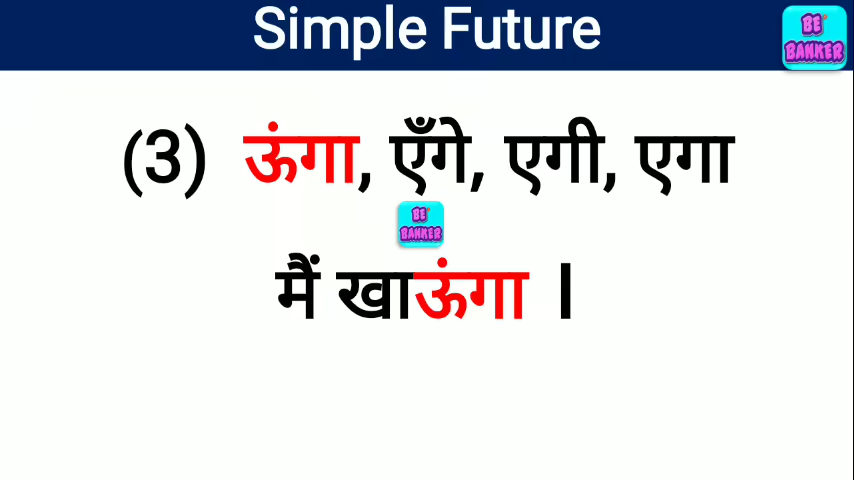 Simple Future
BE
BANKER
(3) ऊंगा, एँगे, एगी, एगा
BE
BANKER
मैं खाऊंगा ।